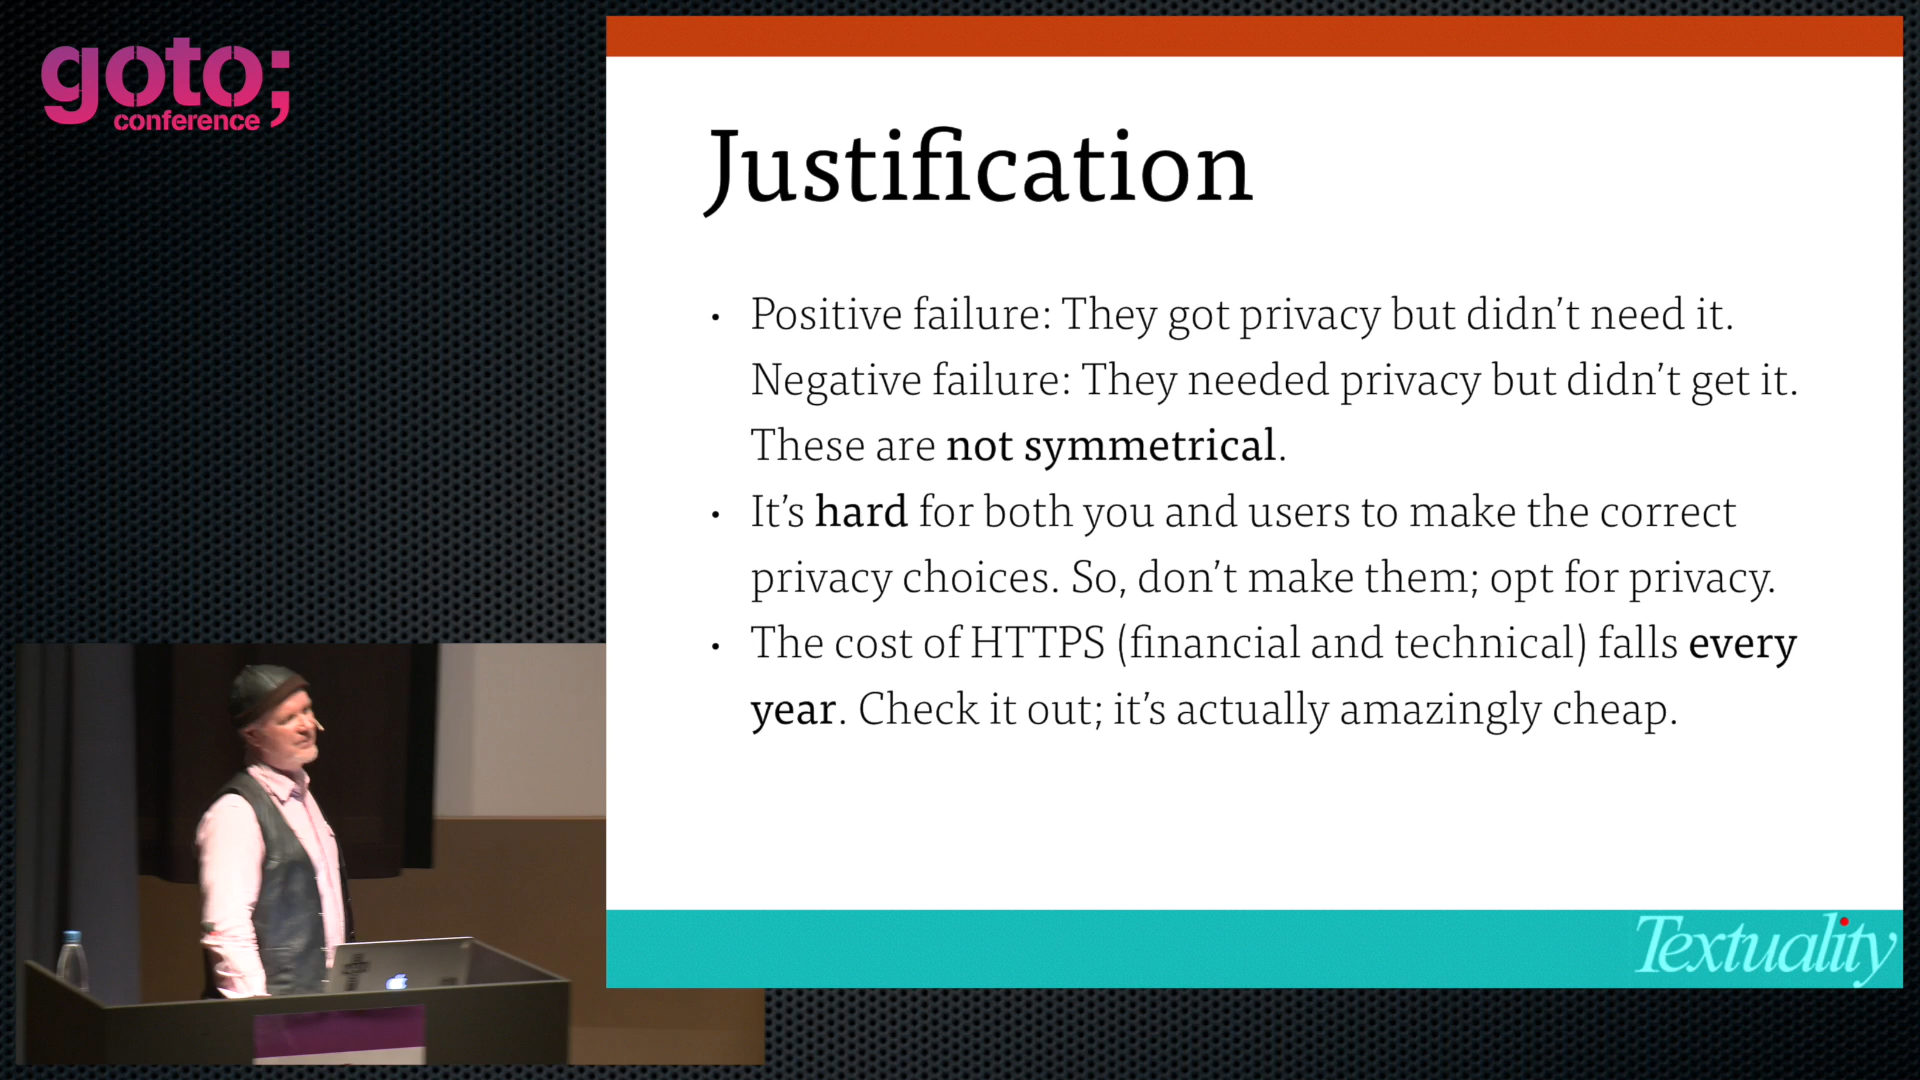 goto;
conference
Justification
• Positive failure: They got privacy but didn’t need it.
Negative failure: They needed privacy but didn’t get it.
These are not symmetrical.
• It’s hard for both you and users to make the correct
privacy choices. So, don’t make them; opt for privacy.
• The cost of HTTPS (financial and technical) falls every
year. Check it out; it’s actually amazingly cheap.
Textuality